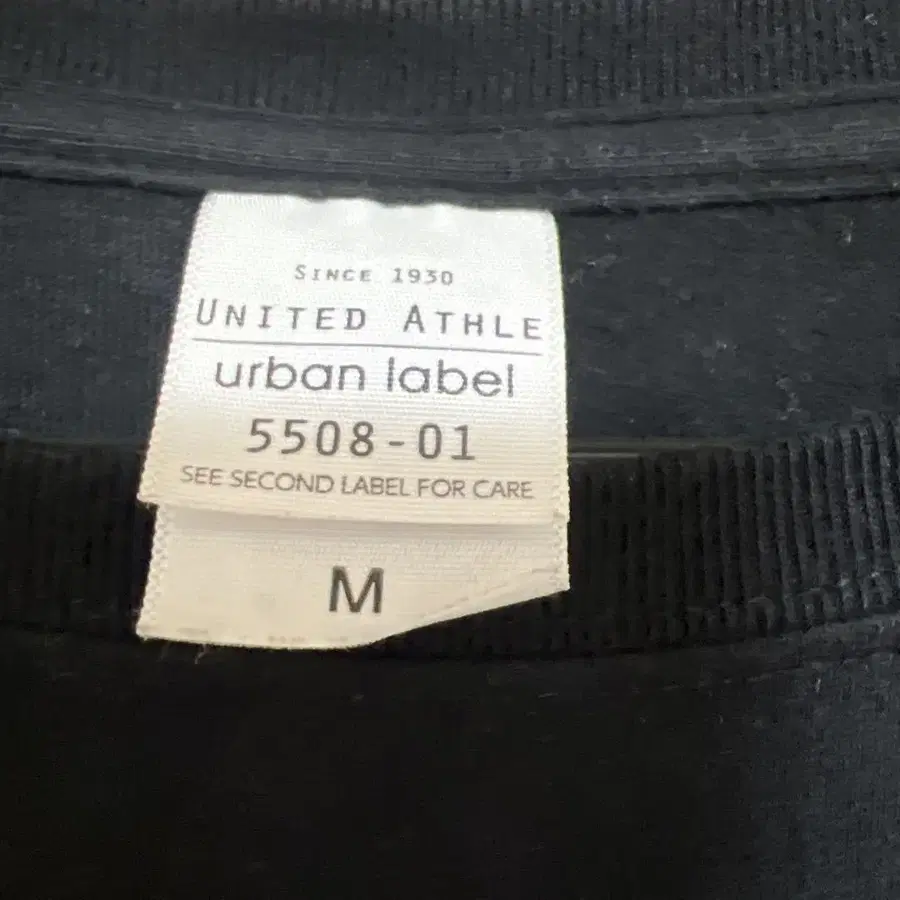 SINCE 1930
UNITED ATHLE
urban label
5508-01
SEE SECOND LABEL FOR CARE
M